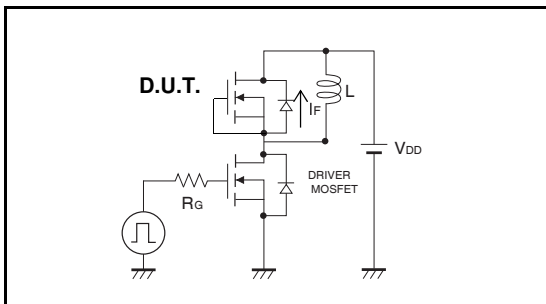 D.U.T.
IF
L
VDD
DRIVER
MOSFET
RG